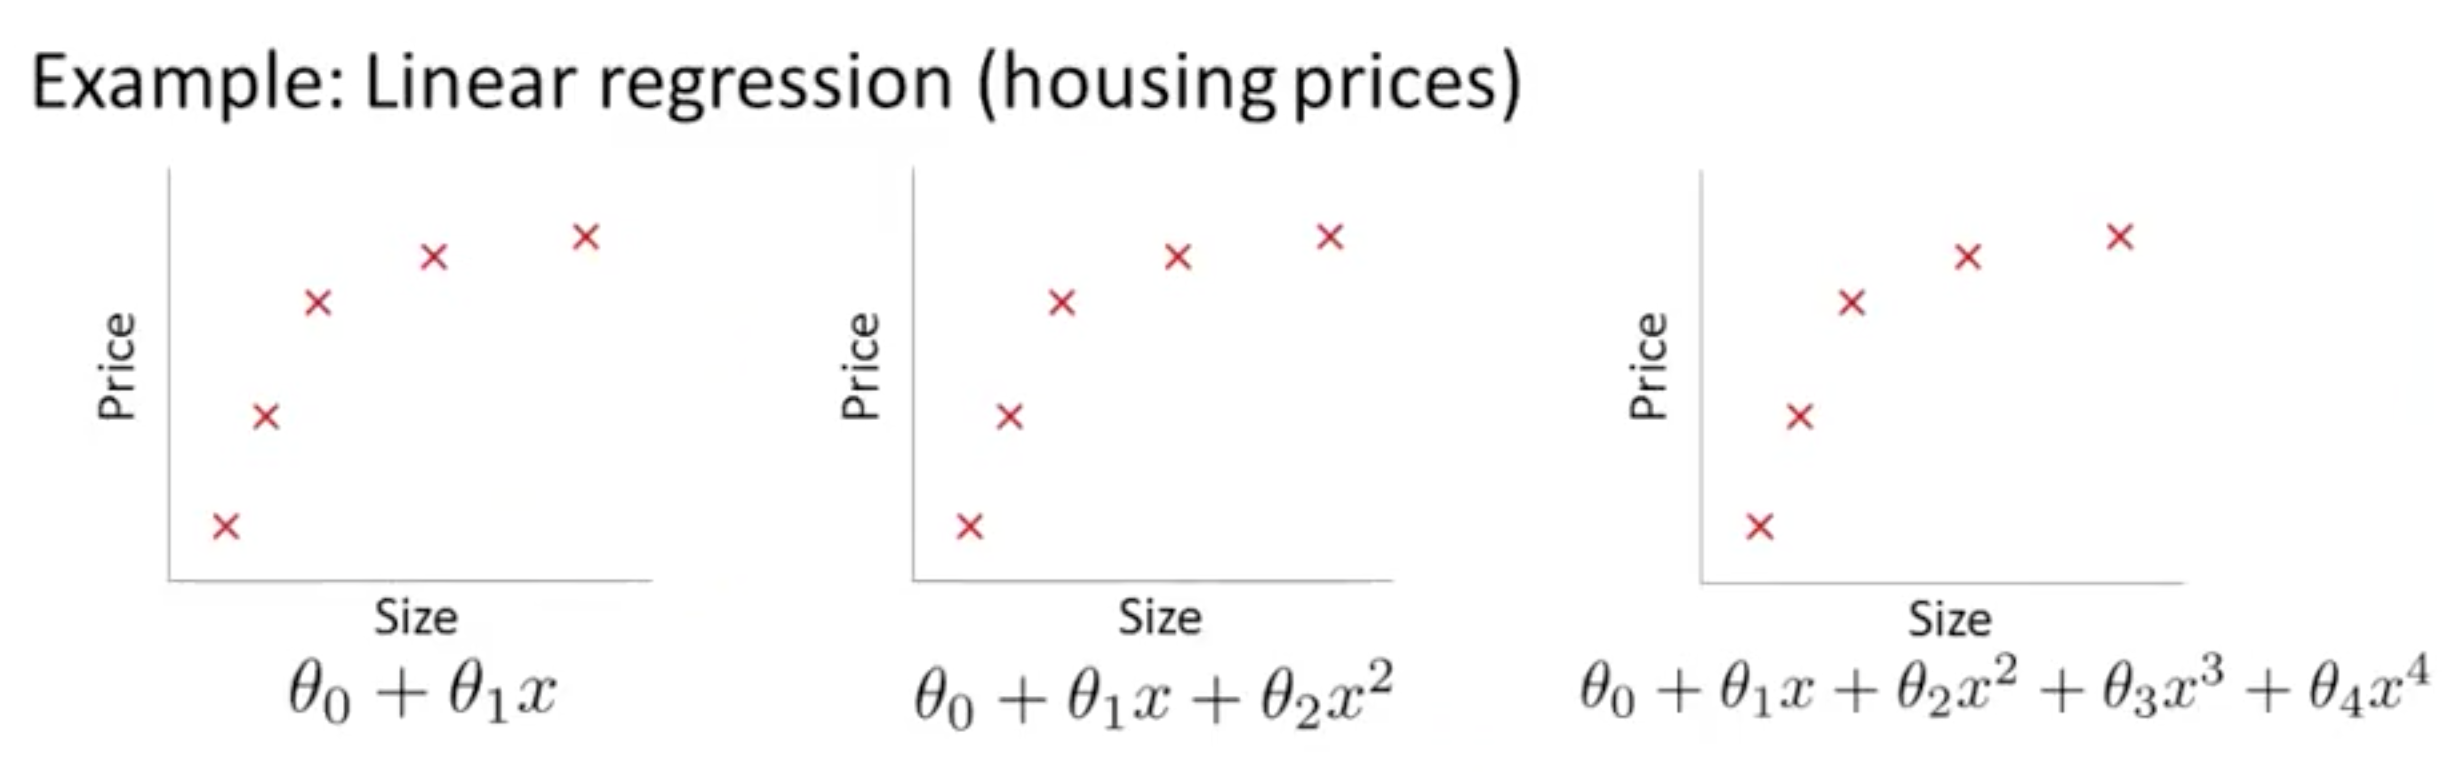 Example: Linear regression (housing prices)
Price
Size
θ₀ + θ₁x
Price
Size
θ₀ + θ₁x + θ₂x²
Price
Size
θ₀ + θ₁x + θ₂x² + θ₃x³ + θ₄x⁴